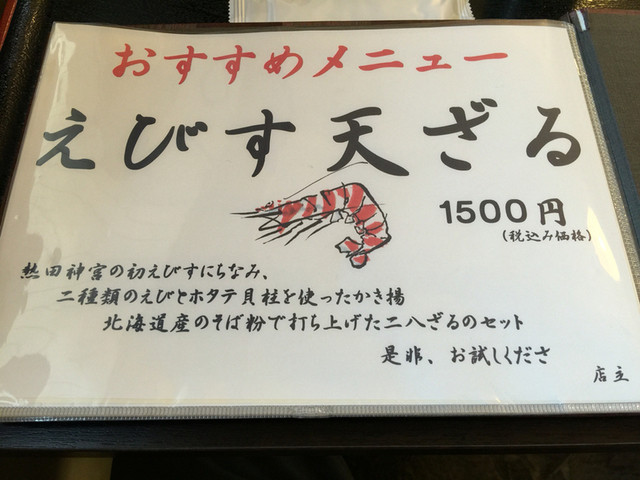 おすすめメニュー
えびす天ざる
1500円
(税込み価格)
熱田神宮の初えびすにちなみ、
二種類のえびとホタテ貝柱を使ったかき揚
北海道産のそば粉で打ち上げた二八ざるのセット
是非、お試しくださ
店立